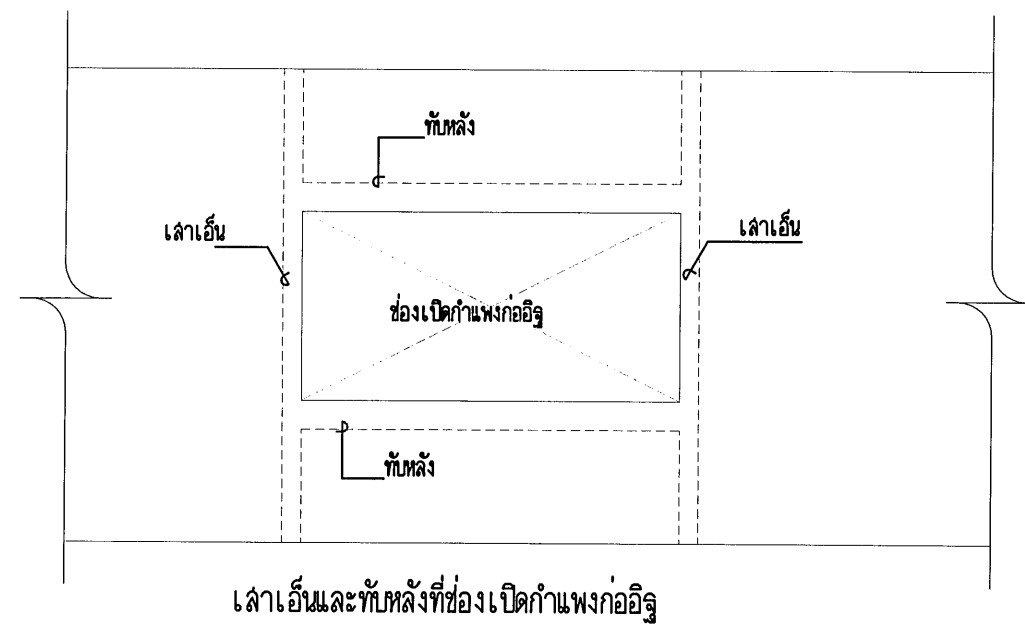 ทับหลัง
เสาเอ็น
เสาเอ็น
ช่องเปิดกำแพงก่ออิฐ
ทับหลัง
เสาเอ็นและทับหลังที่ช่องเปิดกำแพงก่ออิฐ